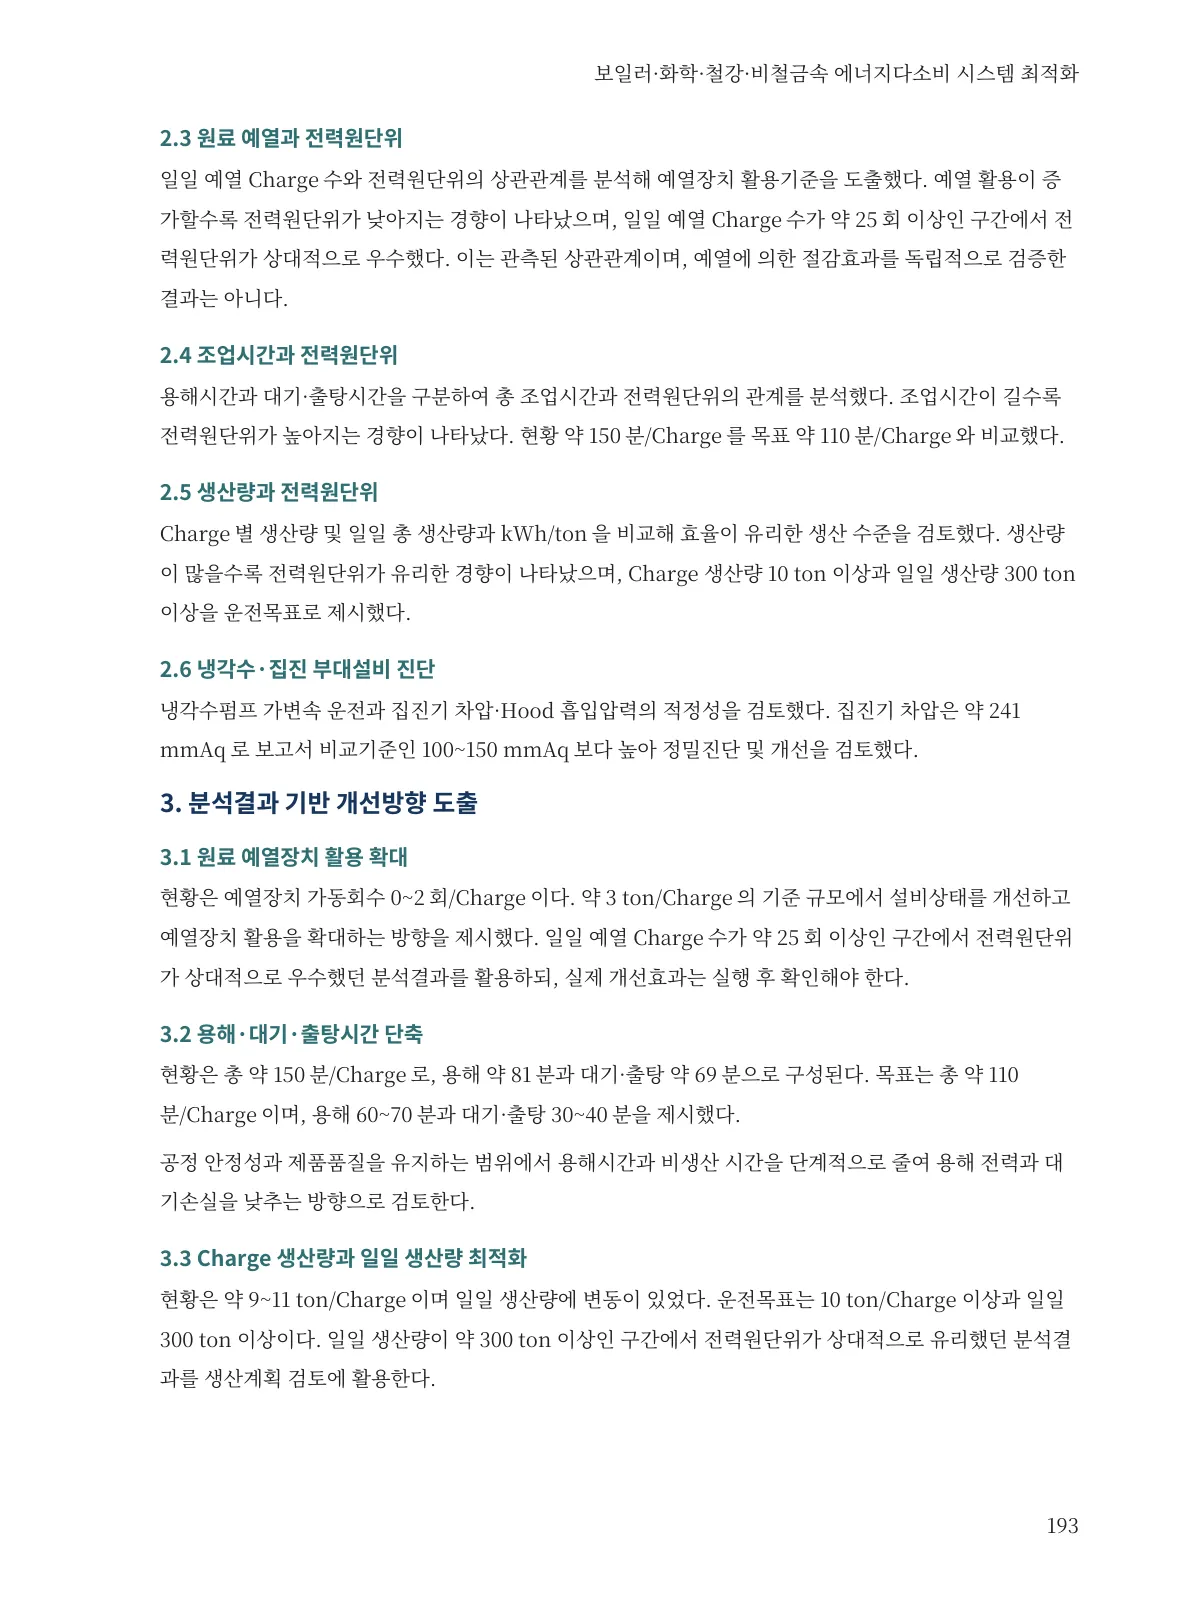 보일러·화학·철강·비철금속 에너지다소비 시스템 최적화
2.3 원료 예열과 전력원단위
일일 예열 Charge 수와 전력원단위의 상관관계를 분석해 예열장치 활용기준을 도출했다. 예열 활용이 증
가할수록 전력원단위가 낮아지는 경향이 나타났으며, 일일 예열 Charge 수가 약 25 회 이상인 구간에서 전
력원단위가 상대적으로 우수했다. 이는 관측된 상관관계이며, 예열에 의한 절감효과를 독립적으로 검증한
결과는 아니다.
2.4 조업시간과 전력원단위
용해시간과 대기·출탕시간을 구분하여 총 조업시간과 전력원단위의 관계를 분석했다. 조업시간이 길수록
전력원단위가 높아지는 경향이 나타났다. 현황 약 150 분/Charge 를 목표 약 110 분/Charge 와 비교했다.
2.5 생산량과 전력원단위
Charge 별 생산량 및 일일 총 생산량과 kWh/ton 을 비교해 효율이 유리한 생산 수준을 검토했다. 생산량
이 많을수록 전력원단위가 유리한 경향이 나타났으며, Charge 생산량 10 ton 이상과 일일 생산량 300 ton
이상을 운전목표로 제시했다.
2.6 냉각수·집진 부대설비 진단
냉각수펌프 가변속 운전과 집진기 차압·Hood 흡입압력의 적정성을 검토했다. 집진기 차압은 약 241
mmAq 로 보고서 비교기준인 100~150 mmAq 보다 높아 정밀진단 및 개선을 검토했다.
3. 분석결과 기반 개선방향 도출
3.1 원료 예열장치 활용 확대
현황은 예열장치 가동회수 0~2 회/Charge 이다. 약 3 ton/Charge 의 기준 규모에서 설비상태를 개선하고
예열장치 활용을 확대하는 방향을 제시했다. 일일 예열 Charge 수가 약 25 회 이상인 구간에서 전력원단위
가 상대적으로 우수했던 분석결과를 활용하되, 실제 개선효과는 실행 후 확인해야 한다.
3.2 용해·대기·출탕시간 단축
현황은 총 약 150 분/Charge 로, 용해 약 81 분과 대기·출탕 약 69 분으로 구성된다. 목표는 총 약 110
분/Charge 이며, 용해 60~70 분과 대기·출탕 30~40 분을 제시했다.
공정 안정성과 제품품질을 유지하는 범위에서 용해시간과 비생산 시간을 단계적으로 줄여 용해 전력과 대
기손실을 낮추는 방향으로 검토한다.
3.3 Charge 생산량과 일일 생산량 최적화
현황은 약 9~11 ton/Charge 이며 일일 생산량에 변동이 있었다. 운전목표는 10 ton/Charge 이상과 일일
300 ton 이상이다. 일일 생산량이 약 300 ton 이상인 구간에서 전력원단위가 상대적으로 유리했던 분석결
과를 생산계획 검토에 활용한다.
193